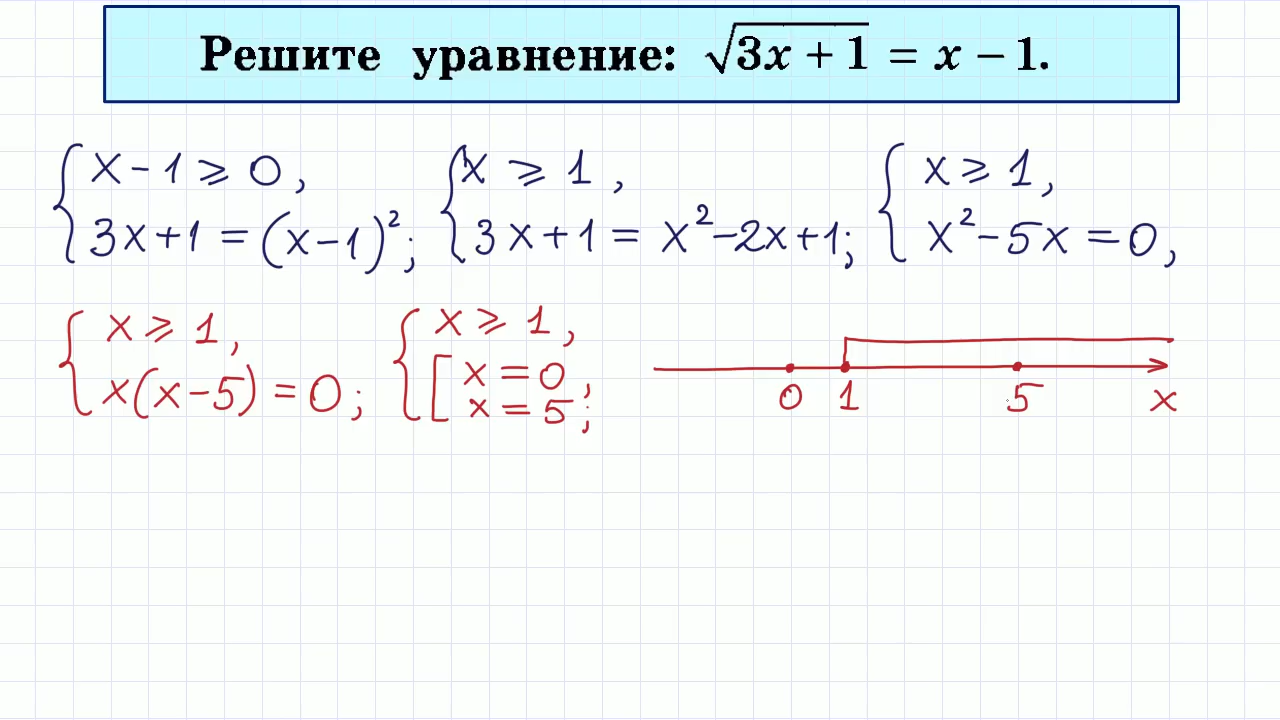 Решите уравнение: √3x + 1 = x − 1.
{ x − 1 ⩾ 0, { x ⩾ 1, { x ⩾ 1,
3x + 1 = (x − 1)²; 3x + 1 = x² − 2x + 1; x² − 5x = 0,
{ x ⩾ 1, { x ⩾ 1,
x(x − 5) = 0; [ x = 0, x = 5; 0 1 5 x